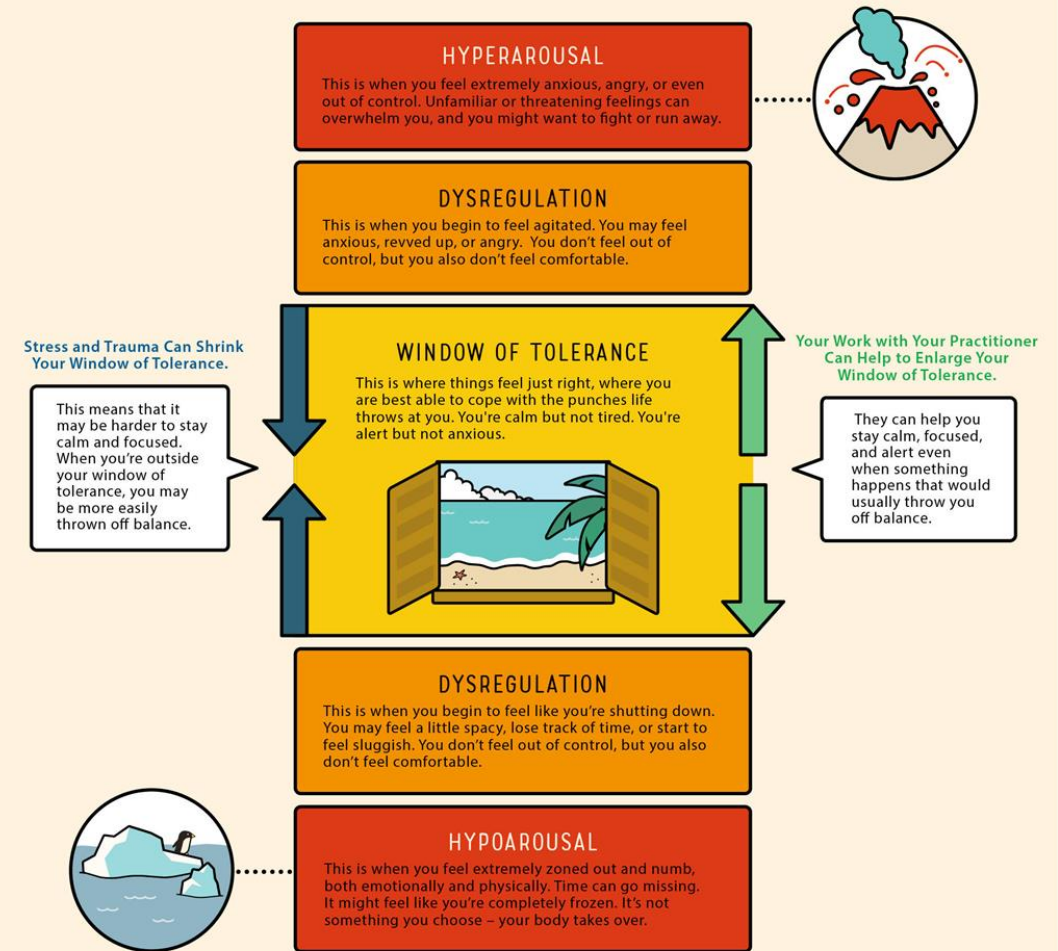 HYPERAROUSAL
This is when you feel extremely anxious, angry, or even
out of control. Unfamiliar or threatening feelings can
overwhelm you, and you might want to fight or run away.
DYSREGULATION
This is when you begin to feel agitated. You may feel
anxious, revved up, or angry. You don't feel out of
control, but you also don't feel comfortable.
Stress and Trauma Can Shrink
Your Window of Tolerance.
This means that it
may be harder to stay
calm and focused.
When you're outside
your window of
tolerance, you may
be more easily
thrown off balance.
WINDOW OF TOLERANCE
This is where things feel just right, where you
are best able to cope with the punches life
throws at you. You're calm but not tired. You're
alert but not anxious.
Your Work with Your Practitioner
Can Help to Enlarge Your
Window of Tolerance.
They can help you
stay calm, focused,
and alert even
when something
happens that would
usually throw you
off balance.
DYSREGULATION
This is when you begin to feel like you're shutting down.
You may feel a little spacy, lose track of time, or start to
feel sluggish. You don't feel out of control, but you also
don't feel comfortable.
HYPOAROUSAL
This is when you feel extremely zoned out and numb,
both emotionally and physically. Time can go missing.
It might feel like you're completely frozen. It's not
something you choose – your body takes over.